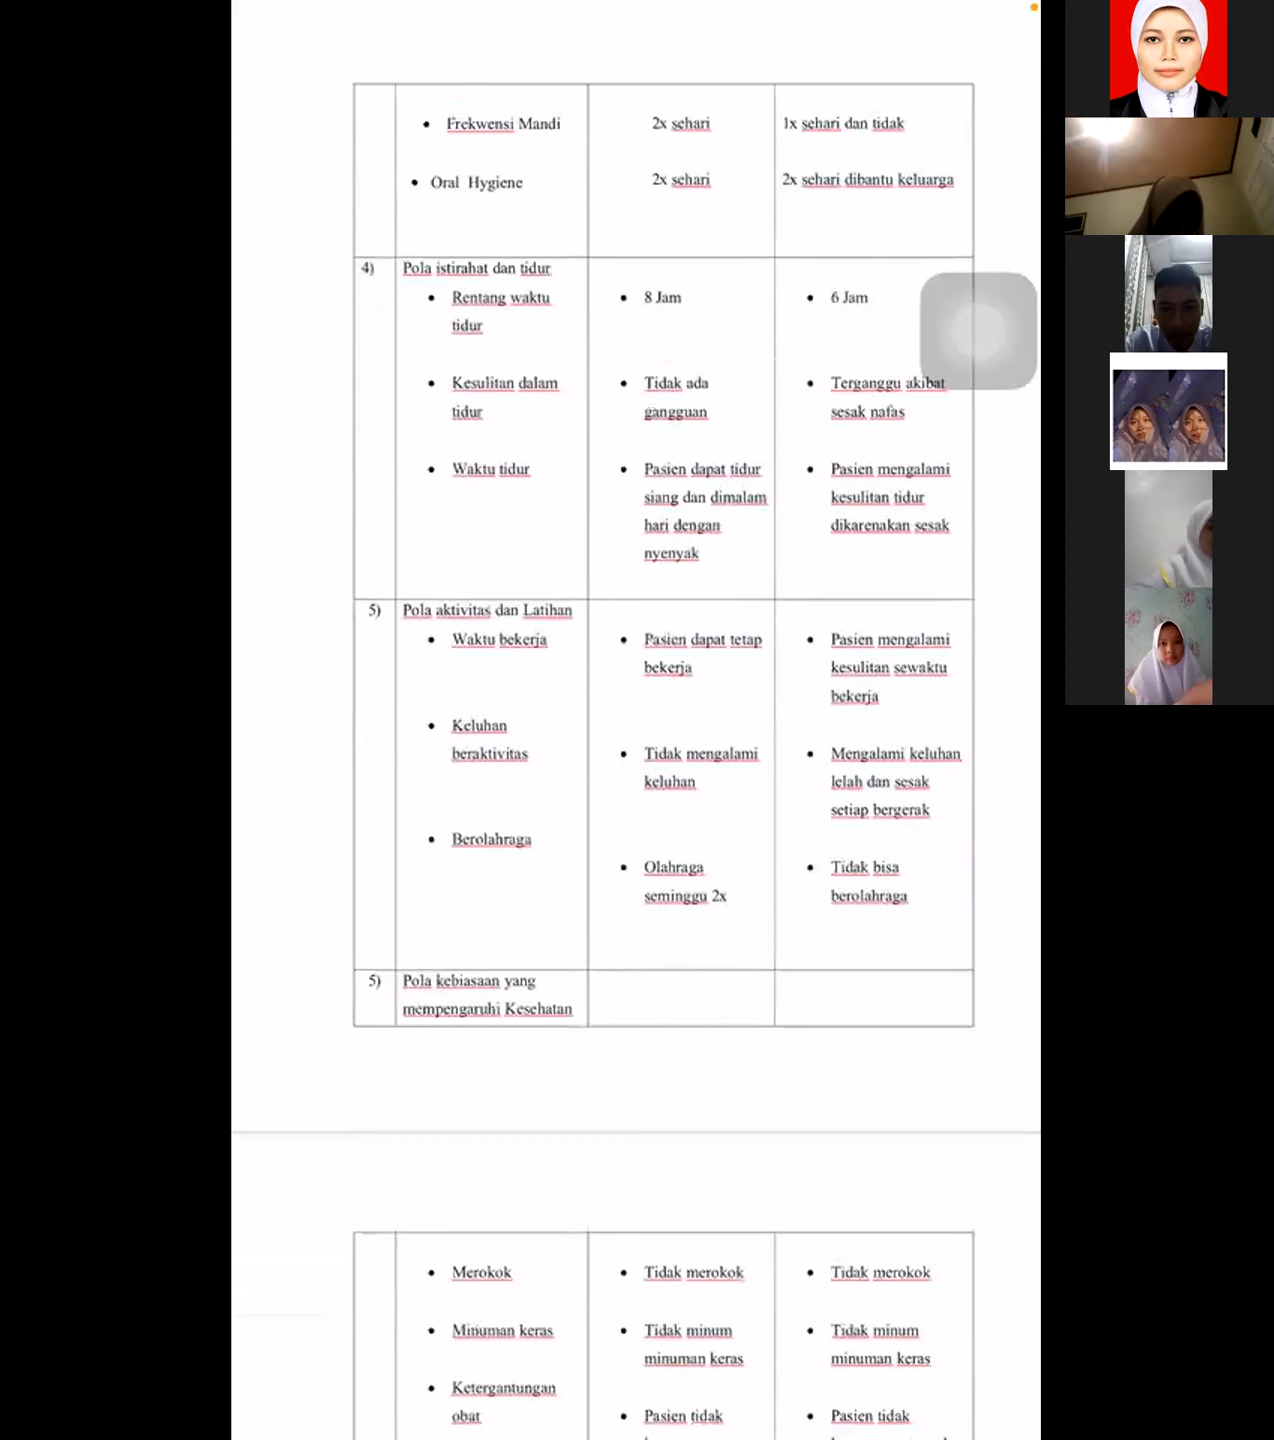 • Frekwensi Mandi 2x sehari 1x sehari dan tidak
• Oral Hygiene 2x sehari 2x sehari dibantu keluarga
4) Pola istirahat dan tidur
• Rentang waktu • 8 Jam • 6 Jam
tidur
• Kesulitan dalam • Tidak ada • Terganggu akibat
tidur gangguan sesak nafas
• Waktu tidur • Pasien dapat tidur • Pasien mengalami
siang dan dimalam kesulitan tidur
hari dengan dikarenakan sesak
nyenyak
5) Pola aktivitas dan Latihan
• Waktu bekerja • Pasien dapat tetap • Pasien mengalami
bekerja kesulitan sewaktu
bekerja
• Keluhan
beraktivitas • Tidak mengalami • Mengalami keluhan
keluhan lelah dan sesak
setiap bergerak
• Berolahraga
• Olahraga • Tidak bisa
seminggu 2x berolahraga
5) Pola kebiasaan yang
mempengaruhi Kesehatan
• Merokok • Tidak merokok • Tidak merokok
• Minuman keras • Tidak minum • Tidak minum
minuman keras minuman keras
• Ketergantungan
obat • Pasien tidak • Pasien tidak